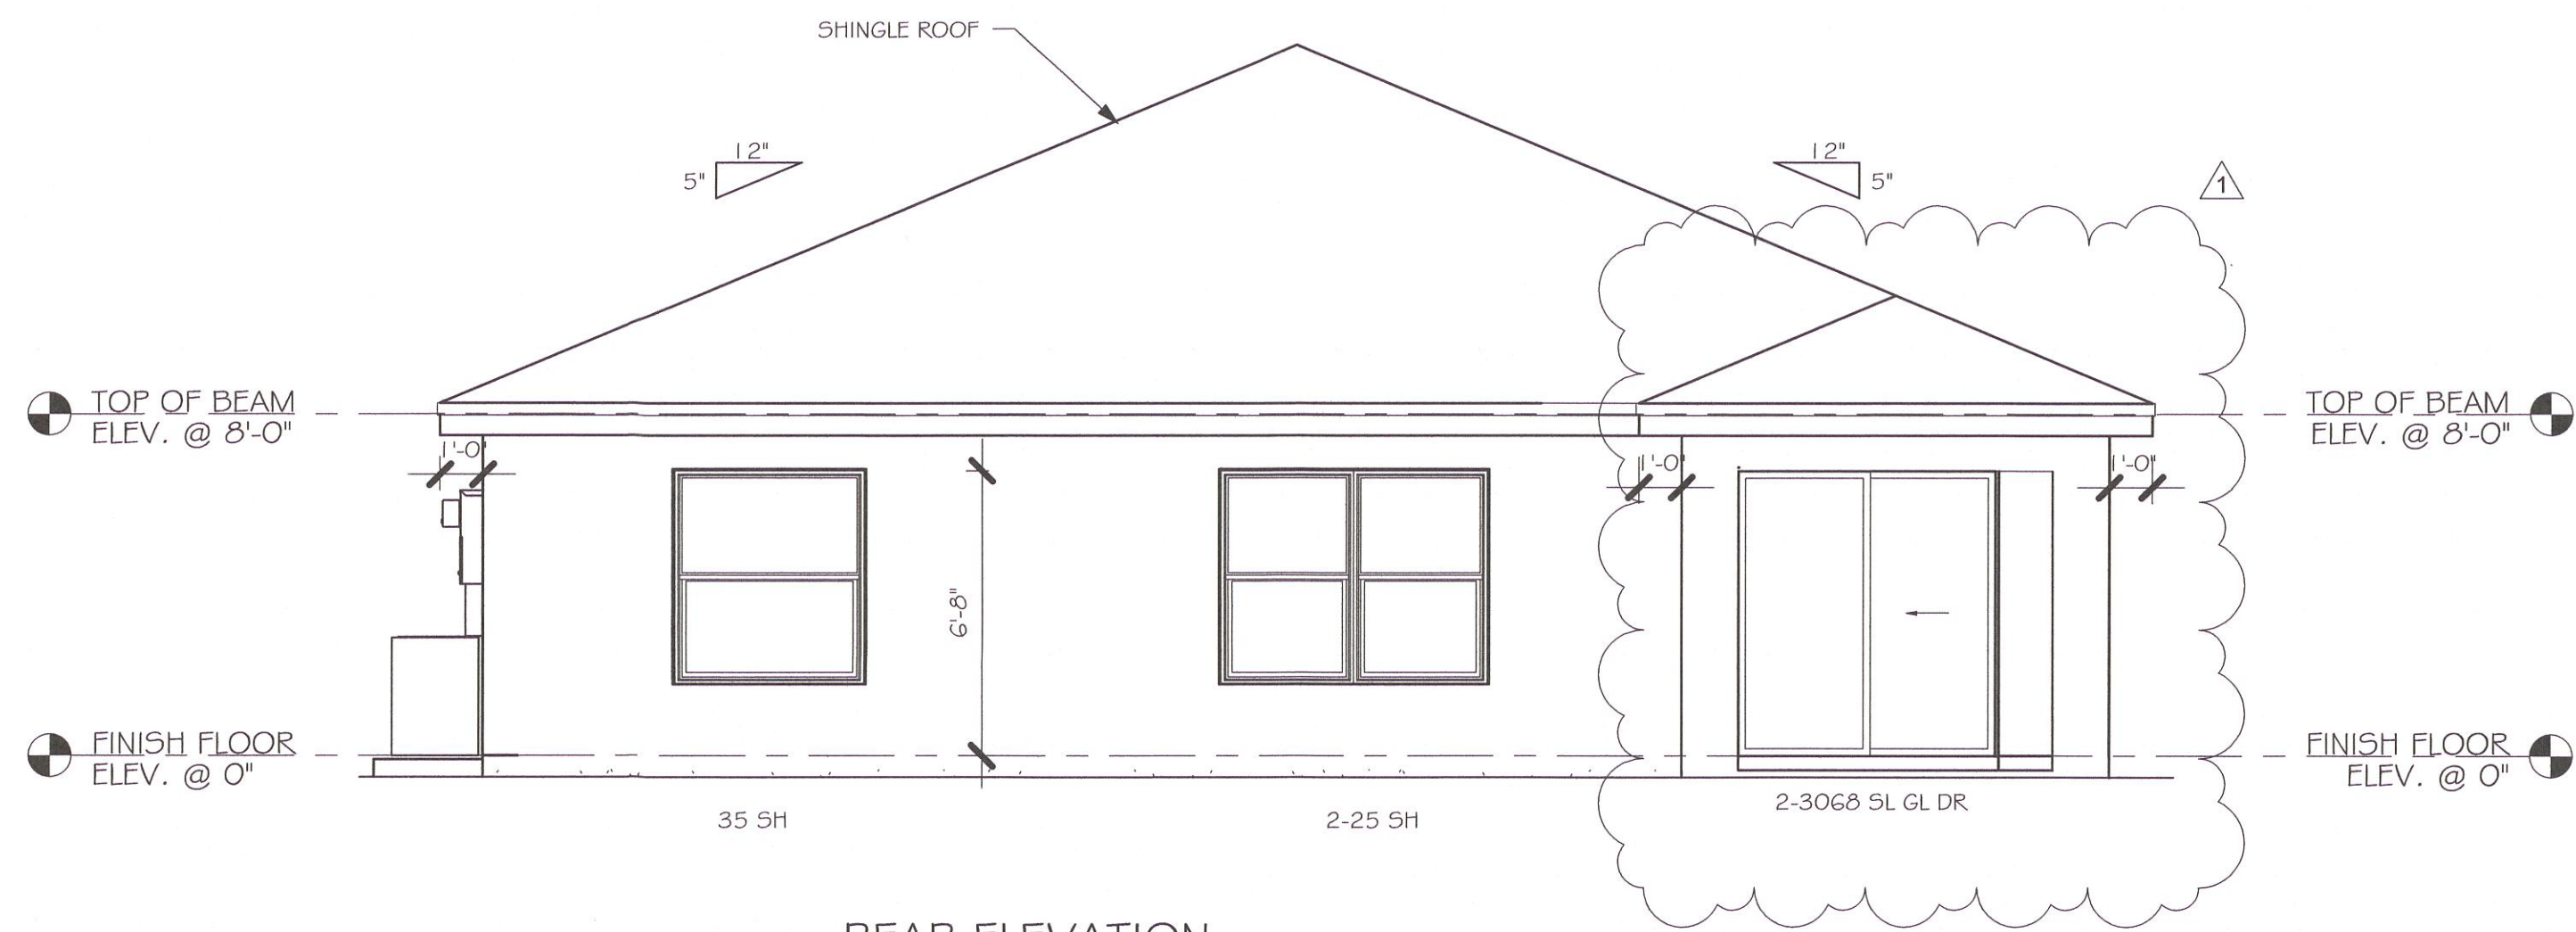 SHINGLE ROOF
12"
5"
12"
5"
1
TOP OF BEAM
ELEV. @ 8'-0"
TOP OF BEAM
ELEV. @ 8'-0"
1'-0"
1'-0"
1'-0"
6'-8"
FINISH FLOOR
ELEV. @ 0"
FINISH FLOOR
ELEV. @ 0"
35 SH
2-25 SH
2-3068 SL GL DR
REAR ELEVATION